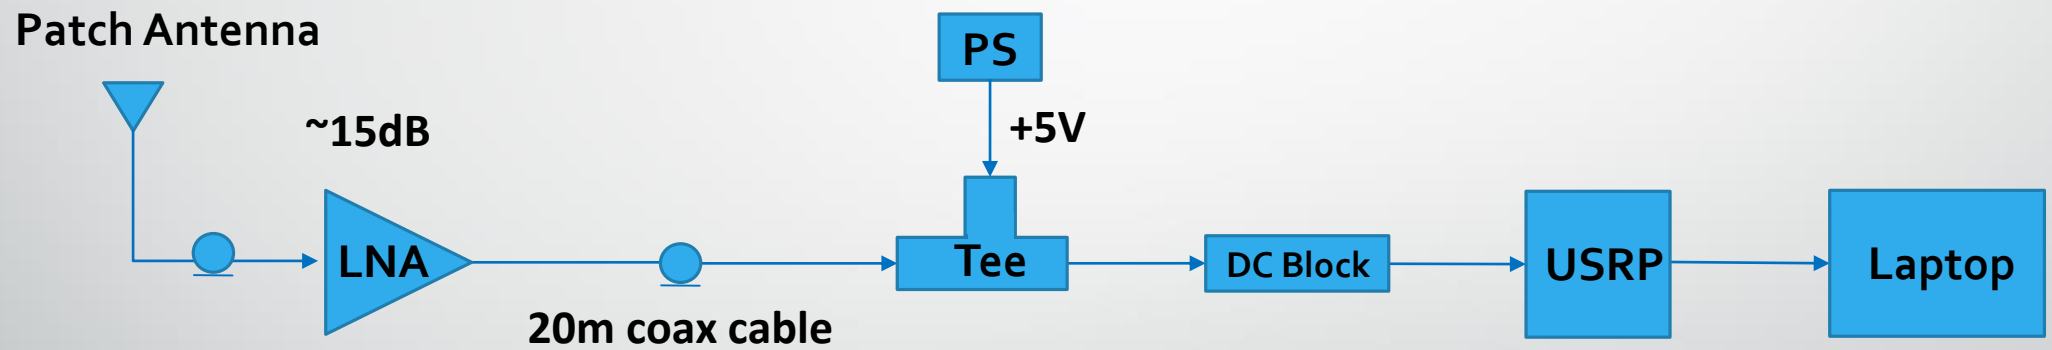 Patch Antenna
PS
~15dB
+5V
LNA
Tee
DC Block
USRP
Laptop
20m coax cable